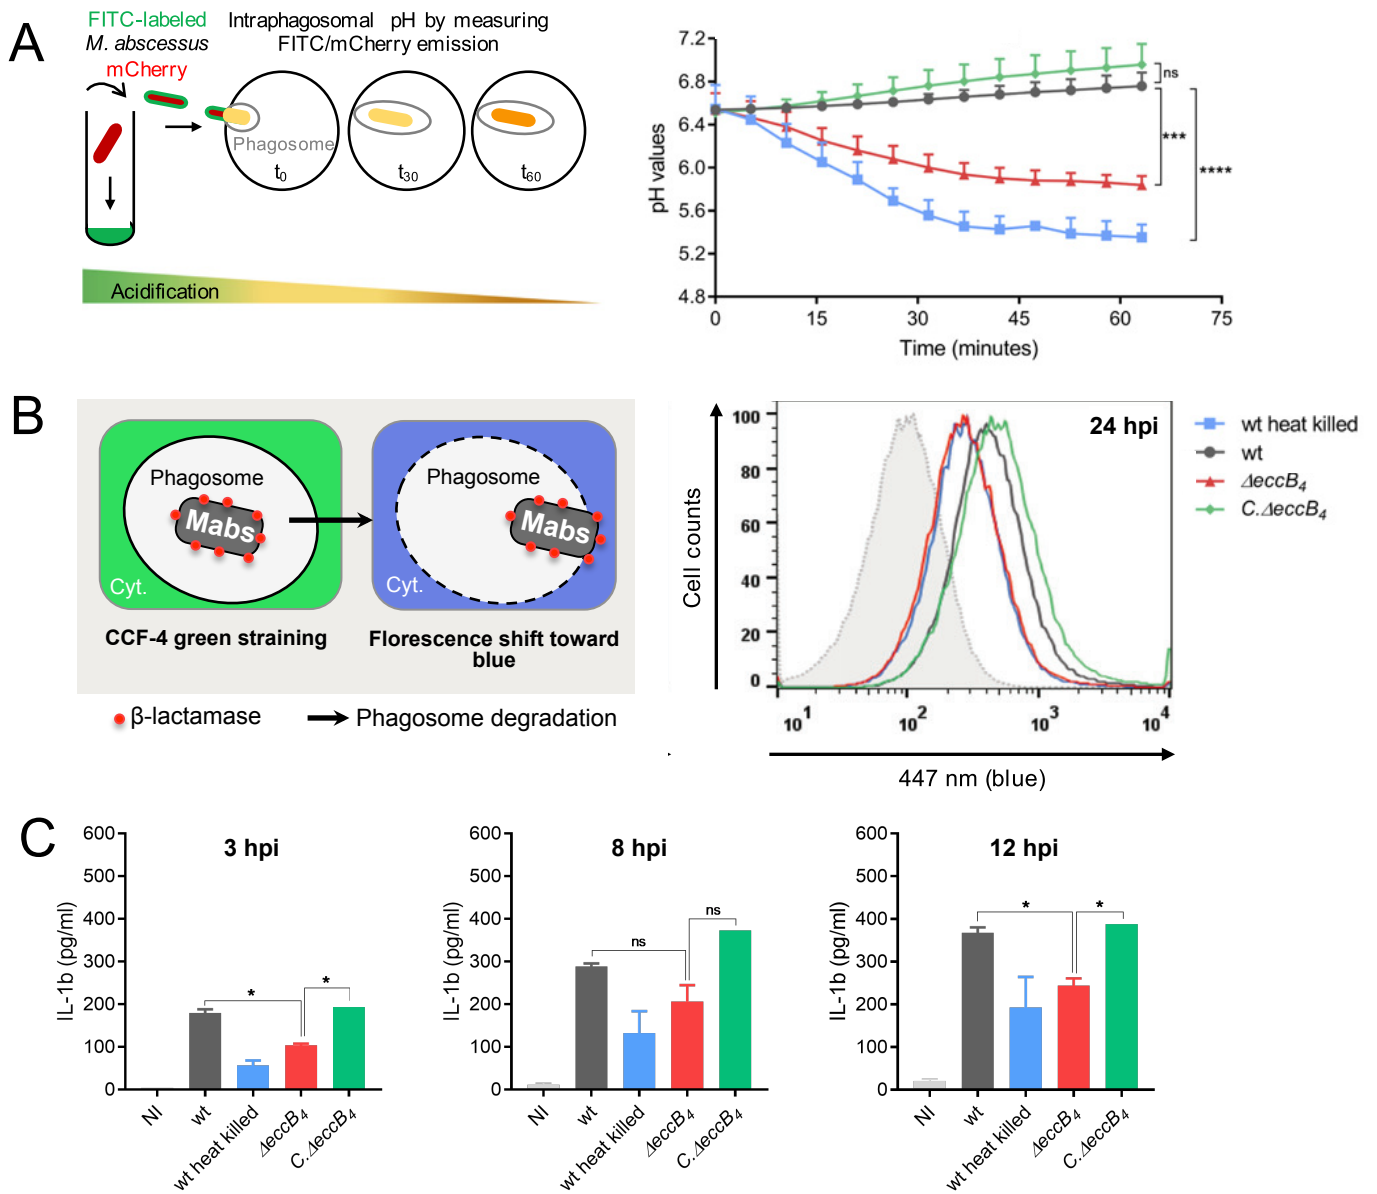 A
FITC-labeled
M. abscessus
mCherry
Intraphagosomal pH by measuring
FITC/mCherry emission
Phagosome
t0
t30
t60
Acidification
pH values
7.2
6.8
6.4
6.0
5.6
5.2
4.8
0
15
30
45
60
75
Time (minutes)
ns
***
****
B
Phagosome
Mabs
Cyt.
Phagosome
Mabs
Cyt.
CCF-4 green straining
Florescence shift toward
blue
β-lactamase
Phagosome degradation
24 hpi
Cell counts
100
80
60
40
20
0
10^1
10^2
10^3
10^4
447 nm (blue)
wt heat killed
wt
ΔeccB4
C.ΔeccB4
C
3 hpi
IL-1b (pg/ml)
600
500
400
300
200
100
0
*
*
NI
wt
wt heat killed
ΔeccB4
C.ΔeccB4
8 hpi
IL-1b (pg/ml)
600
500
400
300
200
100
0
ns
ns
NI
wt
wt heat killed
ΔeccB4
C.ΔeccB4
12 hpi
IL-1b (pg/ml)
600
500
400
300
200
100
0
*
*
NI
wt
wt heat killed
ΔeccB4
C.ΔeccB4